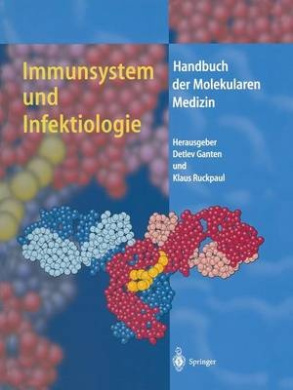 Immunsystem
und
Infektiologie
Handbuch
der Molekularen
Medizin
Herausgeber
Detlev Ganten
und
Klaus Ruckpaul
Springer